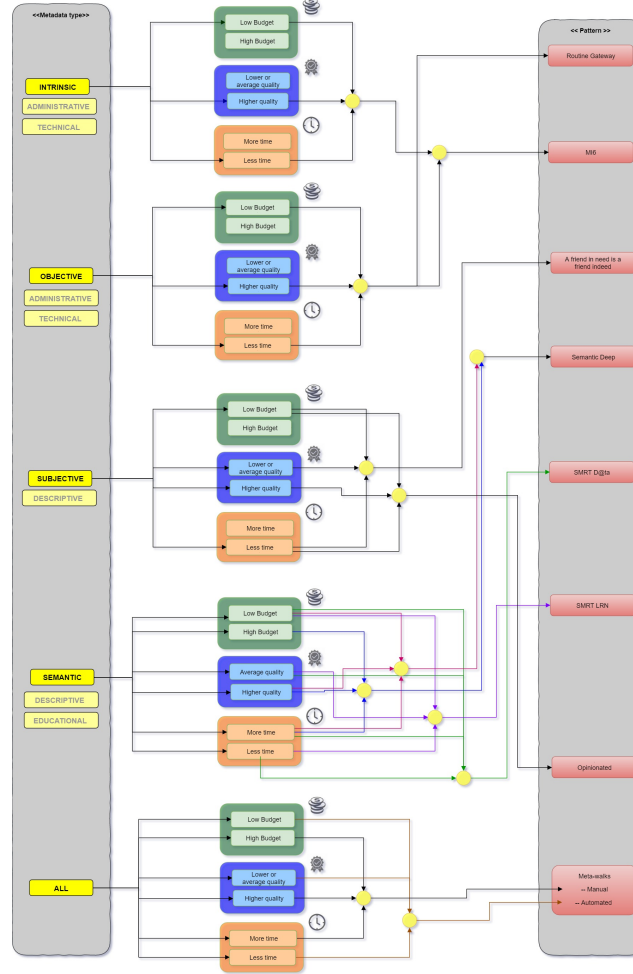 <<Metadata type>>
<< Pattern >>
INTRINSIC
ADMINISTRATIVE
TECHNICAL
Low Budget
High Budget
Lower or
average quality
Higher quality
More time
Less time
Routine Gateway
MI6
OBJECTIVE
ADMINISTRATIVE
TECHNICAL
Low Budget
High Budget
Lower or
average quality
Higher quality
More time
Less time
A friend in need is a
friend indeed
Semantic Deep
SUBJECTIVE
DESCRIPTIVE
Low Budget
High Budget
Lower or
average quality
Higher quality
More time
Less time
SMRT D@ta
SEMANTIC
DESCRIPTIVE
EDUCATIONAL
Low Budget
High Budget
Average quality
Higher quality
More time
Less time
SMRT LRN
Opinionated
ALL
Low Budget
High Budget
Lower or
average quality
Higher quality
More time
Less time
Meta-walks
-- Manual
-- Automated